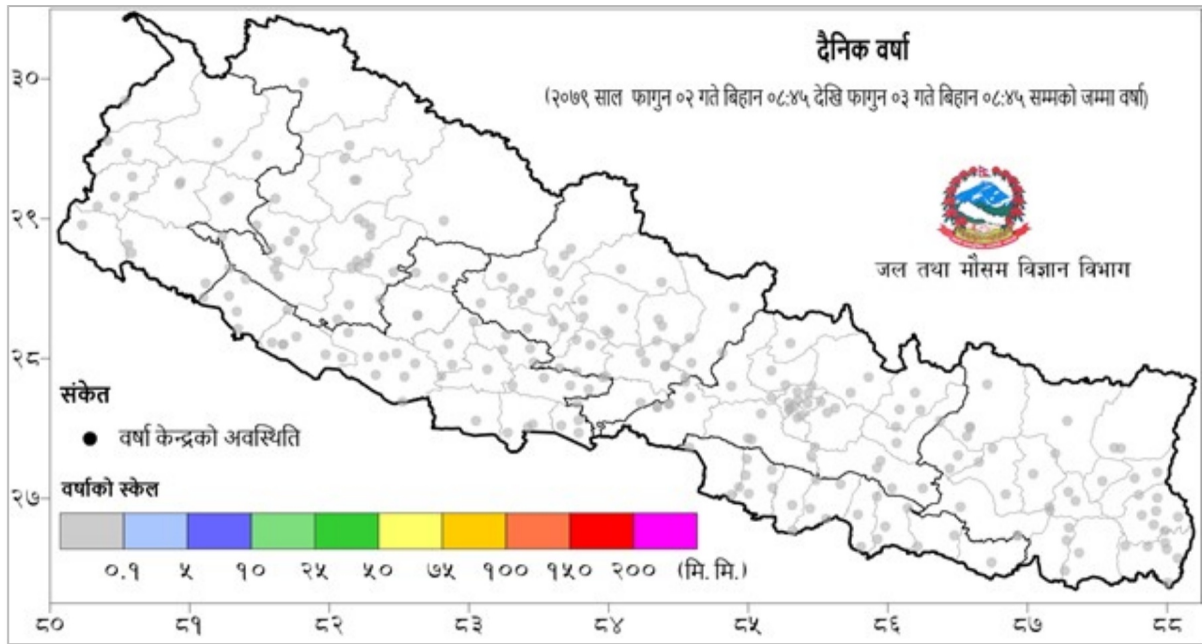 दैनिक वर्षा
(२०७९ साल फागुन ०२ गते बिहान ०८:४५ देखि फागुन ०३ गते बिहान ०८:४५ सम्मको जम्मा वर्षा)
जल तथा मौसम विज्ञान विभाग
३०
२९
२८
२७
संकेत
वर्षा केन्द्रको अवस्थिति
वर्षाको स्केल
०.१ ५ १० २५ ५० ७५ १०० १५० २०० (मि.मि.)
८० ८१ ८२ ८३ ८४ ८५ ८६ ८७ ८८